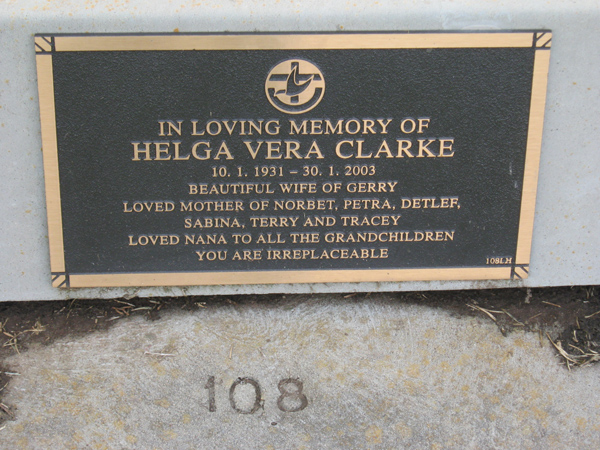 IN LOVING MEMORY OF
HELGA VERA CLARKE
10. 1. 1931 – 30. 1. 2003
BEAUTIFUL WIFE OF GERRY
LOVED MOTHER OF NORBET, PETRA, DETLEF,
SABINA, TERRY AND TRACEY
LOVED NANA TO ALL THE GRANDCHILDREN
YOU ARE IRREPLACEABLE
108LH
108